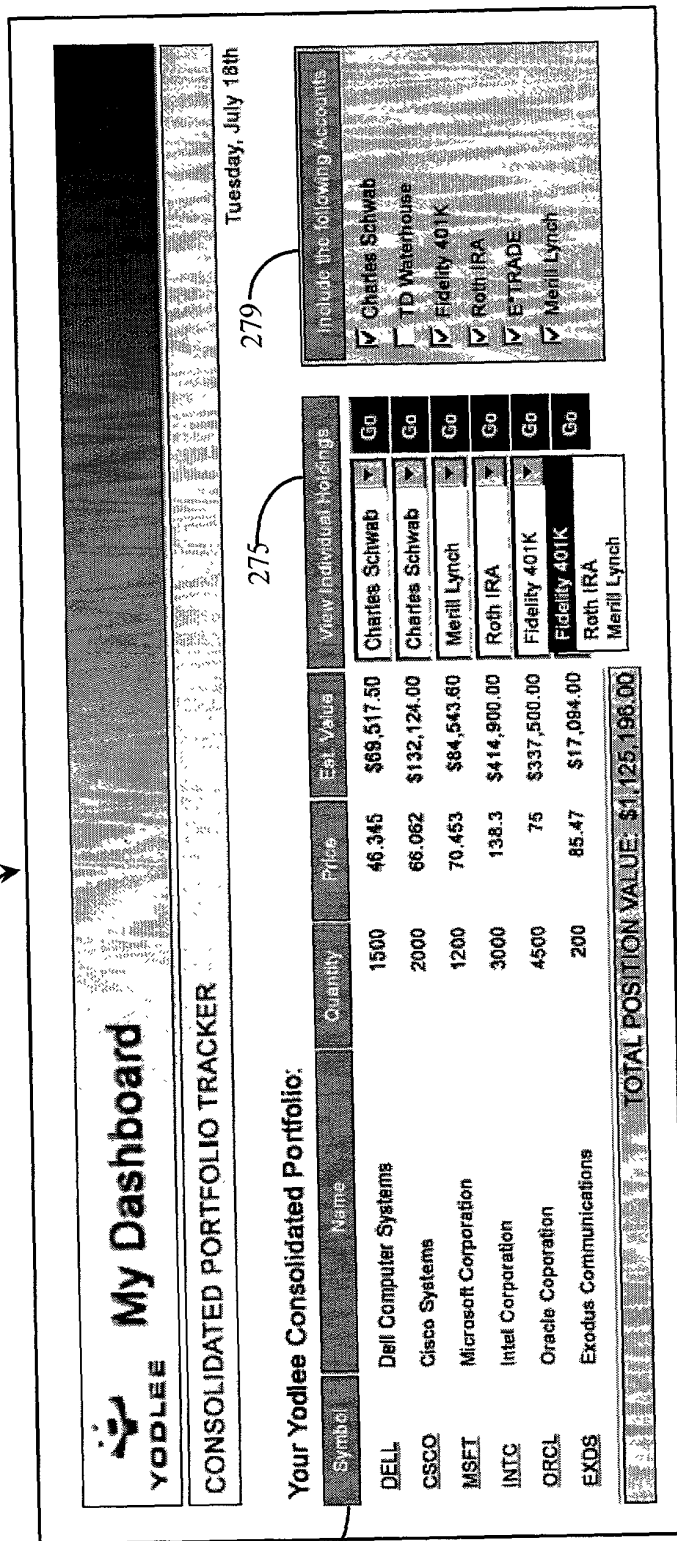 YODLEE My Dashboard
CONSOLIDATED PORTFOLIO TRACKER
Tuesday, July 18th
Your Yodlee Consolidated Portfolio:
275
279
Symbol Name Quantity Price Est. Value View Individual Holdings
DELL Dell Computer Systems 1500 46.345 $69,517.50 Charles Schwab Go
CSCO Cisco Systems 2000 66.062 $132,124.00 Charles Schwab Go
MSFT Microsoft Corporation 1200 70.453 $84,543.60 Merill Lynch Go
INTC Intel Corporation 3000 138.3 $414,900.00 Roth IRA Go
ORCL Oracle Coporation 4500 75 $337,500.00 Fidelity 401K Go
EXDS Exodus Communications 200 85.47 $17,094.00 Fidelity 401K Go
Roth IRA
Merill Lynch
TOTAL POSITION VALUE: $1,125,196.00
Include the following Accounts
Charles Schwab
TD Waterhouse
Fidelity 401K
Roth IRA
E*TRADE
Merill Lynch